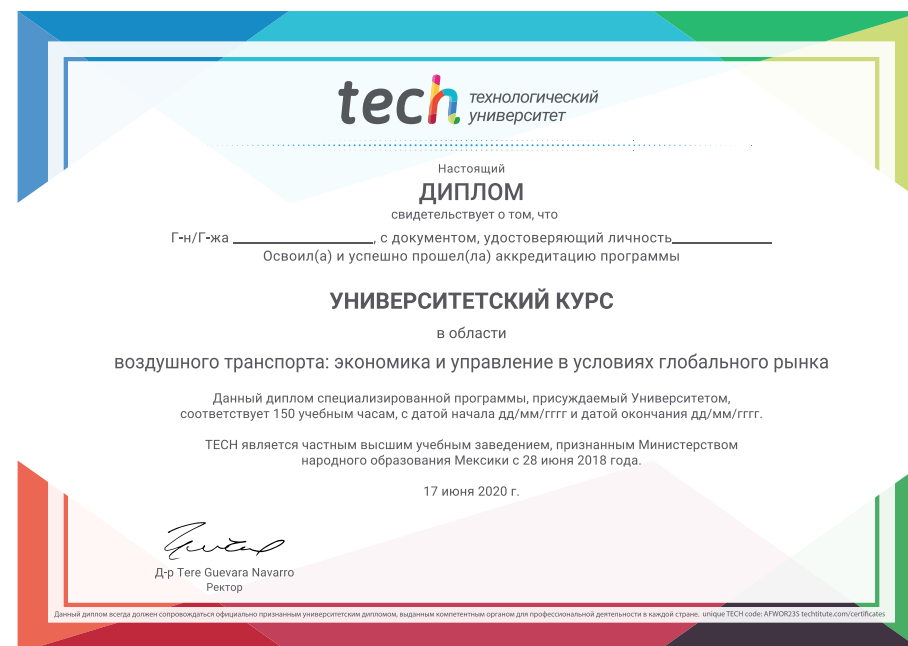 tech технологический
университет
Настоящий
ДИПЛОМ
свидетельствует о том, что
Г-н/Г-жа ________________, с документом, удостоверяющий личность____________
Освоил(а) и успешно прошел(ла) аккредитацию программы
УНИВЕРСИТЕТСКИЙ КУРС
в области
воздушного транспорта: экономика и управление в условиях глобального рынка
Данный диплом специализированной программы, присуждаемый Университетом,
соответствует 150 учебным часам, с датой начала дд/мм/гггг и датой окончания дд/мм/гггг.
TECH является частным высшим учебным заведением, признанным Министерством
народного образования Мексики с 28 июня 2018 года.
17 июня 2020 г.
Д-р Tere Guevara Navarro
Ректор
Данный диплом всегда должен сопровождаться официально признанным университетским дипломом, выданным компетентным органом для профессиональной деятельности в каждой стране. unique TECH code: AFWOR23S techtitute.com/certificates